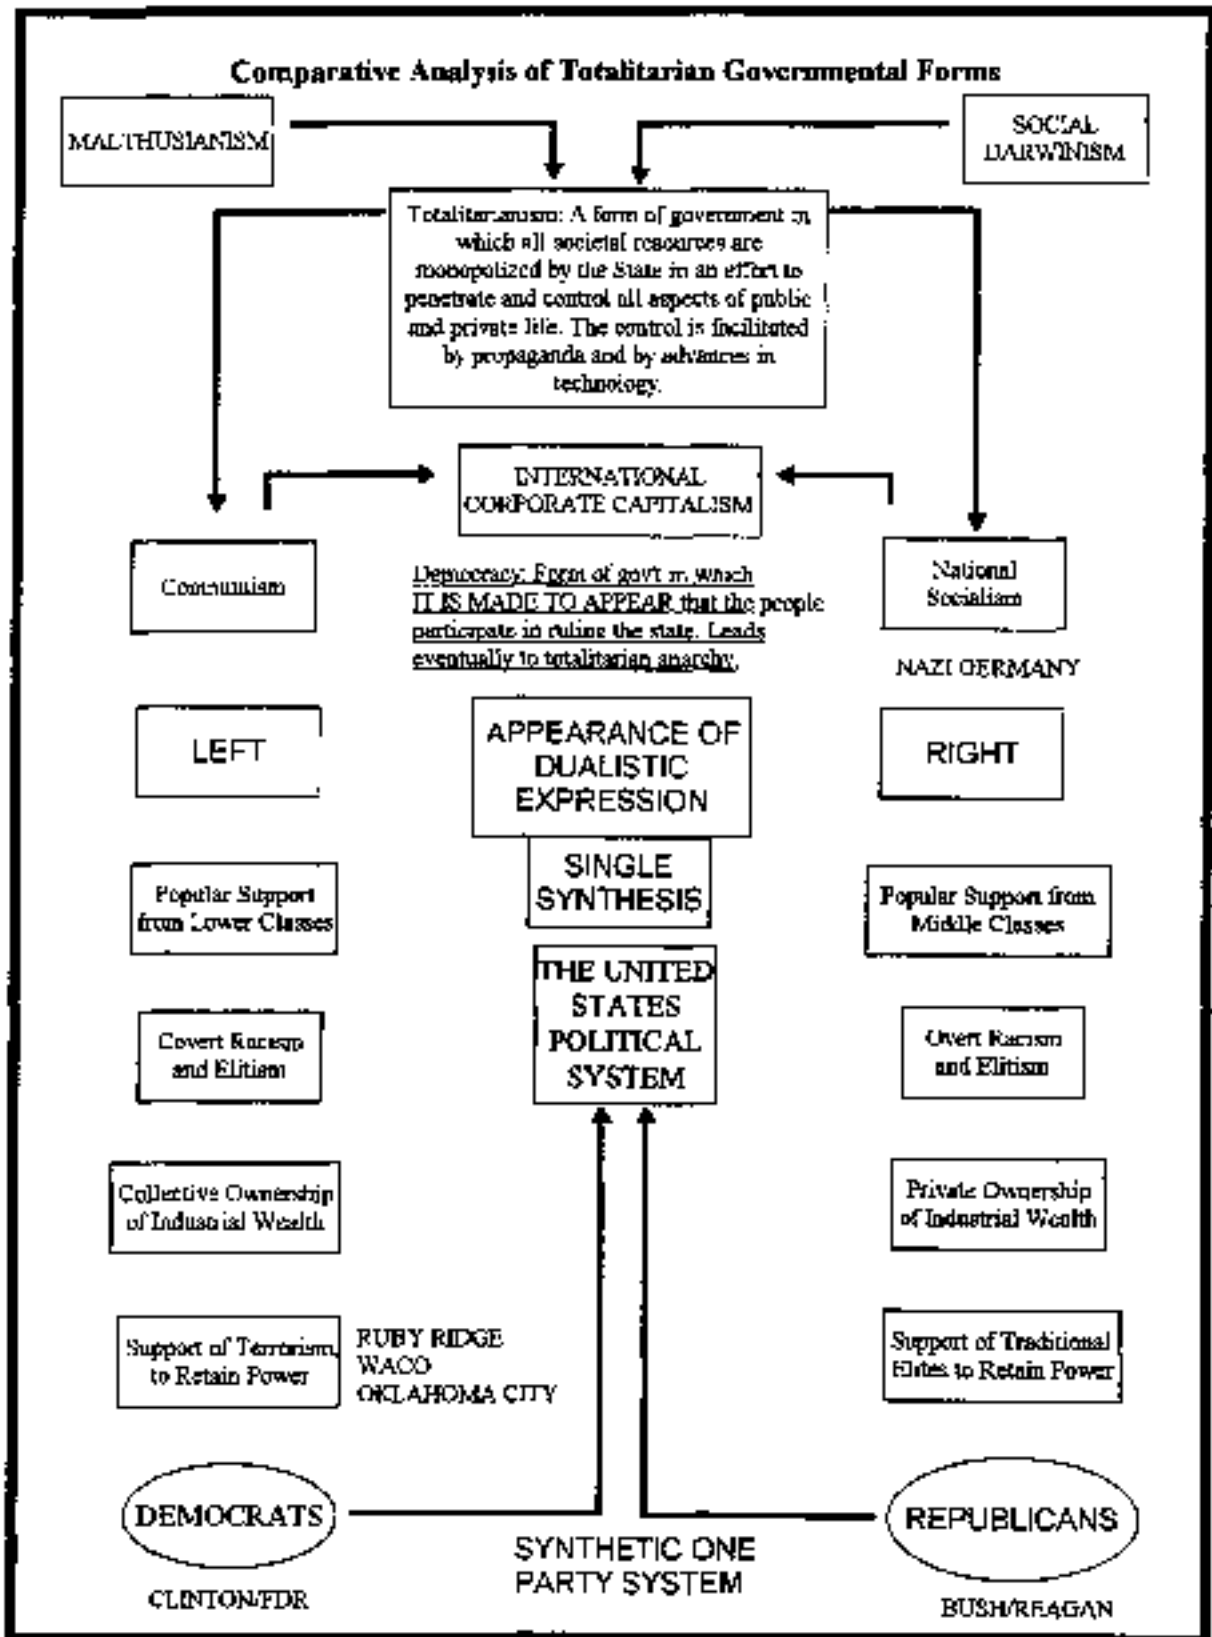 Comparative Analysis of Totalitarian Governmental Forms
MALTHUSIANISM
SOCIAL
DARWINISM
Totalitarianism: A form of government in
which all societal resources are
monopolized by the State in an effort to
penetrate and control all aspects of public
and private life. The control is facilitated
by propaganda and by advances in
technology.
INTERNATIONAL
CORPORATE CAPITALISM
Communism
Democracy: Form of gov't in which
IT IS MADE TO APPEAR that the people
participate in ruling the state. Leads
eventually to totalitarian anarchy.
National
Socialism
NAZI GERMANY
LEFT
APPEARANCE OF
DUALISTIC
EXPRESSION
RIGHT
SINGLE
SYNTHESIS
Popular Support
from Lower Classes
Popular Support from
Middle Classes
THE UNITED
STATES
POLITICAL
SYSTEM
Covert Racism
and Elitism
Overt Racism
and Elitism
Collective Ownership
of Industrial Wealth
Private Ownership
of Industrial Wealth
Support of Terrorism
to Retain Power
RUBY RIDGE
WACO
OKLAHOMA CITY
Support of Traditional
Elites to Retain Power
DEMOCRATS
REPUBLICANS
SYNTHETIC ONE
PARTY SYSTEM
CLINTON/FDR
BUSH/REAGAN